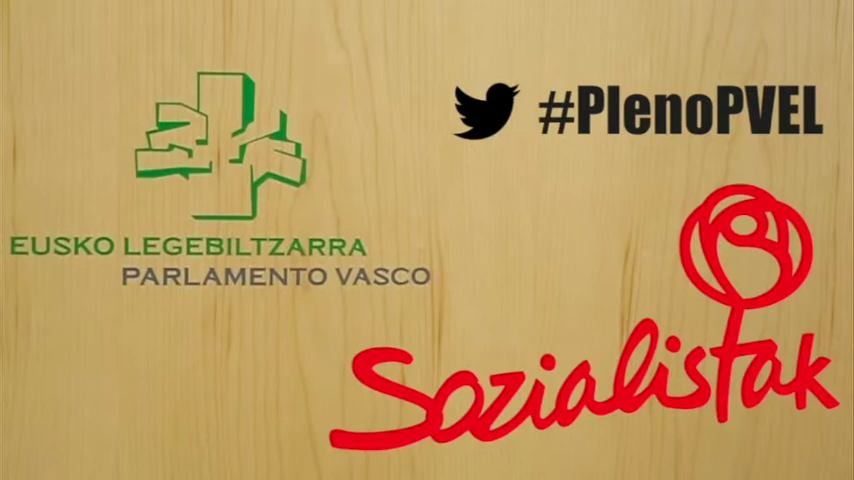 #PlenoPVEL
EUSKO LEGEBILTZARRA
PARLAMENTO VASCO
Sozialistak